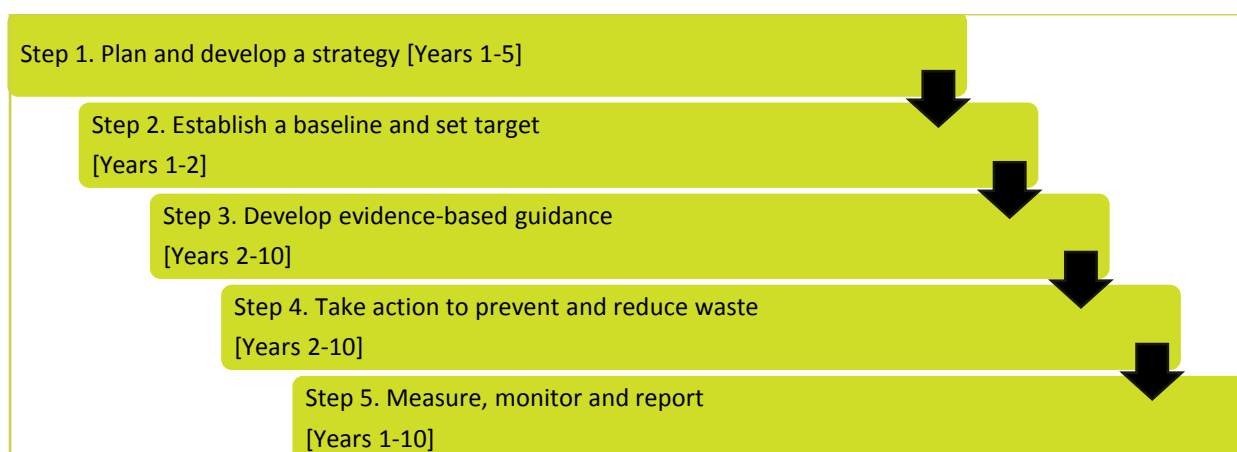 Step 1. Plan and develop a strategy [Years 1-5]
Step 2. Establish a baseline and set target
[Years 1-2]
Step 3. Develop evidence-based guidance
[Years 2-10]
Step 4. Take action to prevent and reduce waste
[Years 2-10]
Step 5. Measure, monitor and report
[Years 1-10]